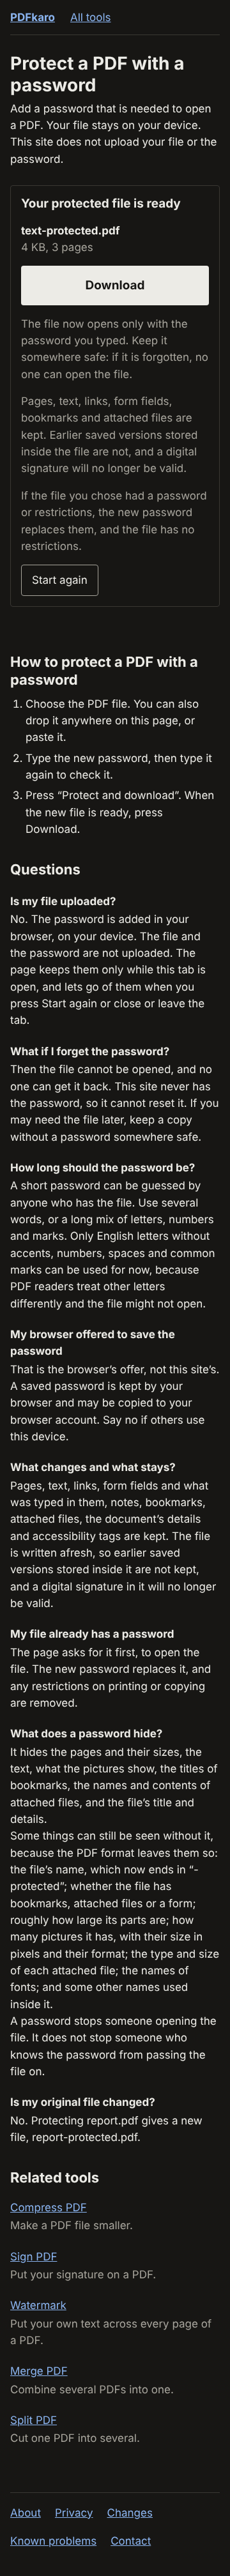 PDFkaro All tools
Protect a PDF with a
password
Add a password that is needed to open
a PDF. Your file stays on your device.
This site does not upload your file or the
password.
Your protected file is ready
text-protected.pdf
4 KB, 3 pages
Download
The file now opens only with the
password you typed. Keep it
somewhere safe: if it is forgotten, no
one can open the file.
Pages, text, links, form fields,
bookmarks and attached files are
kept. Earlier saved versions stored
inside the file are not, and a digital
signature will no longer be valid.
If the file you chose had a password
or restrictions, the new password
replaces them, and the file has no
restrictions.
Start again
How to protect a PDF with a
password
1. Choose the PDF file. You can also
drop it anywhere on this page, or
paste it.
2. Type the new password, then type it
again to check it.
3. Press “Protect and download”. When
the new file is ready, press
Download.
Questions
Is my file uploaded?
No. The password is added in your
browser, on your device. The file and
the password are not uploaded. The
page keeps them only while this tab is
open, and lets go of them when you
press Start again or close or leave the
tab.
What if I forget the password?
Then the file cannot be opened, and no
one can get it back. This site never has
the password, so it cannot reset it. If you
may need the file later, keep a copy
without a password somewhere safe.
How long should the password be?
A short password can be guessed by
anyone who has the file. Use several
words, or a long mix of letters, numbers
and marks. Only English letters without
accents, numbers, spaces and common
marks can be used for now, because
PDF readers treat other letters
differently and the file might not open.
My browser offered to save the
password
That is the browser’s offer, not this site’s.
A saved password is kept by your
browser and may be copied to your
browser account. Say no if others use
this device.
What changes and what stays?
Pages, text, links, form fields and what
was typed in them, notes, bookmarks,
attached files, the document’s details
and accessibility tags are kept. The file
is written afresh, so earlier saved
versions stored inside it are not kept,
and a digital signature in it will no longer
be valid.
My file already has a password
The page asks for it first, to open the
file. The new password replaces it, and
any restrictions on printing or copying
are removed.
What does a password hide?
It hides the pages and their sizes, the
text, what the pictures show, the titles of
bookmarks, the names and contents of
attached files, and the file’s title and
details.
Some things can still be seen without it,
because the PDF format leaves them so:
the file’s name, which now ends in “-
protected”; whether the file has
bookmarks, attached files or a form;
roughly how large its parts are; how
many pictures it has, with their size in
pixels and their format; the type and size
of each attached file; the names of
fonts; and some other names used
inside it.
A password stops someone opening the
file. It does not stop someone who
knows the password from passing the
file on.
Is my original file changed?
No. Protecting report.pdf gives a new
file, report-protected.pdf.
Related tools
Compress PDF
Make a PDF file smaller.
Sign PDF
Put your signature on a PDF.
Watermark
Put your own text across every page of
a PDF.
Merge PDF
Combine several PDFs into one.
Split PDF
Cut one PDF into several.
About Privacy Changes
Known problems Contact